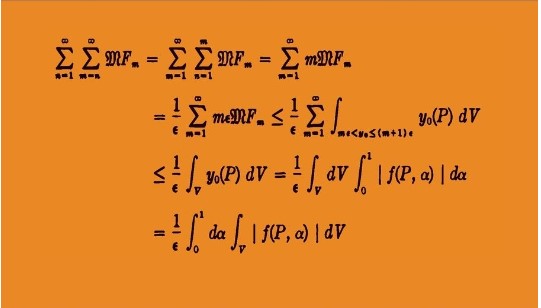 $\sum_{n=1}^{\infty} \sum_{m=n}^{\infty} \mathfrak{M}F_m = \sum_{m=1}^{\infty} \sum_{n=1}^{m} \mathfrak{M}F_m = \sum_{m=1}^{\infty} m\mathfrak{M}F_m$
$= \frac{1}{\epsilon} \sum_{m=1}^{\infty} m\epsilon\mathfrak{M}F_m \leq \frac{1}{\epsilon} \sum_{m=1}^{\infty} \int_{m\epsilon < y_0 \leq (m+1)\epsilon} y_0(P) \, dV$
$\leq \frac{1}{\epsilon} \int_V y_0(P) \, dV = \frac{1}{\epsilon} \int_V dV \int_0^1 | f(P, \alpha) | \, d\alpha$
$= \frac{1}{\epsilon} \int_0^1 d\alpha \int_V | f(P, \alpha) | \, dV$